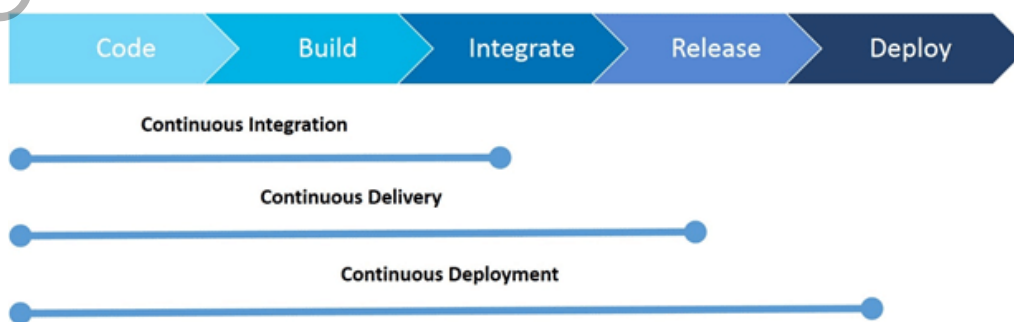 Code Build Integrate Release Deploy
Continuous Integration
Continuous Delivery
Continuous Deployment